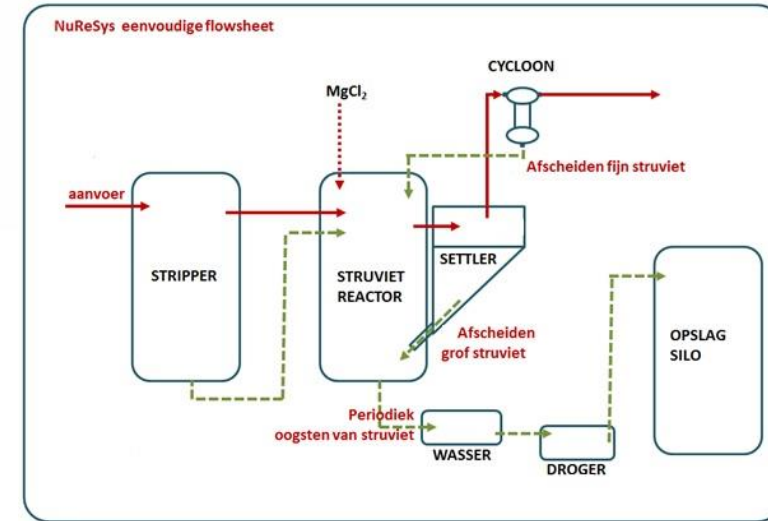 NuReSys eenvoudige flowsheet
CYCLOON
MgCl₂
Afscheiden fijn struviet
aanvoer
STRIPPER
STRUVIET
REACTOR
SETTLER
Afscheiden
grof struviet
OPSLAG
SILO
Periodiek
oogsten van struviet
WASSER
DROGER